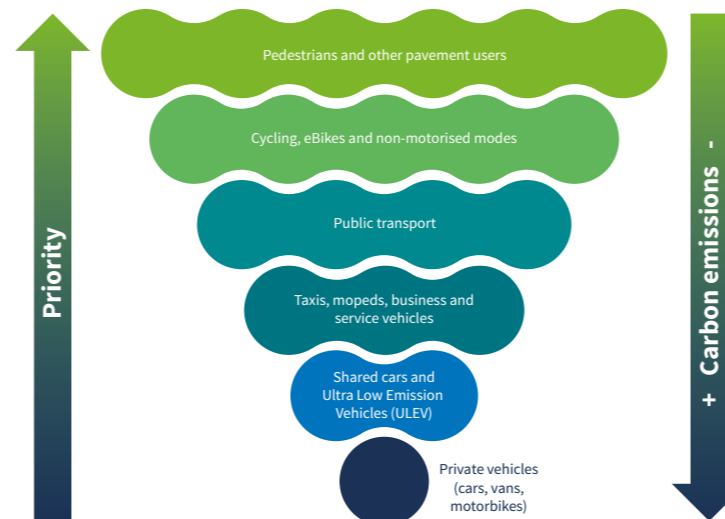 Pedestrians and other pavement users
Cycling, eBikes and non-motorised modes
Public transport
Taxis, mopeds, business and
service vehicles
Shared cars and
Ultra Low Emission
Vehicles (ULEV)
Private vehicles
(cars, vans,
motorbikes)
Priority
+ Carbon emissions -